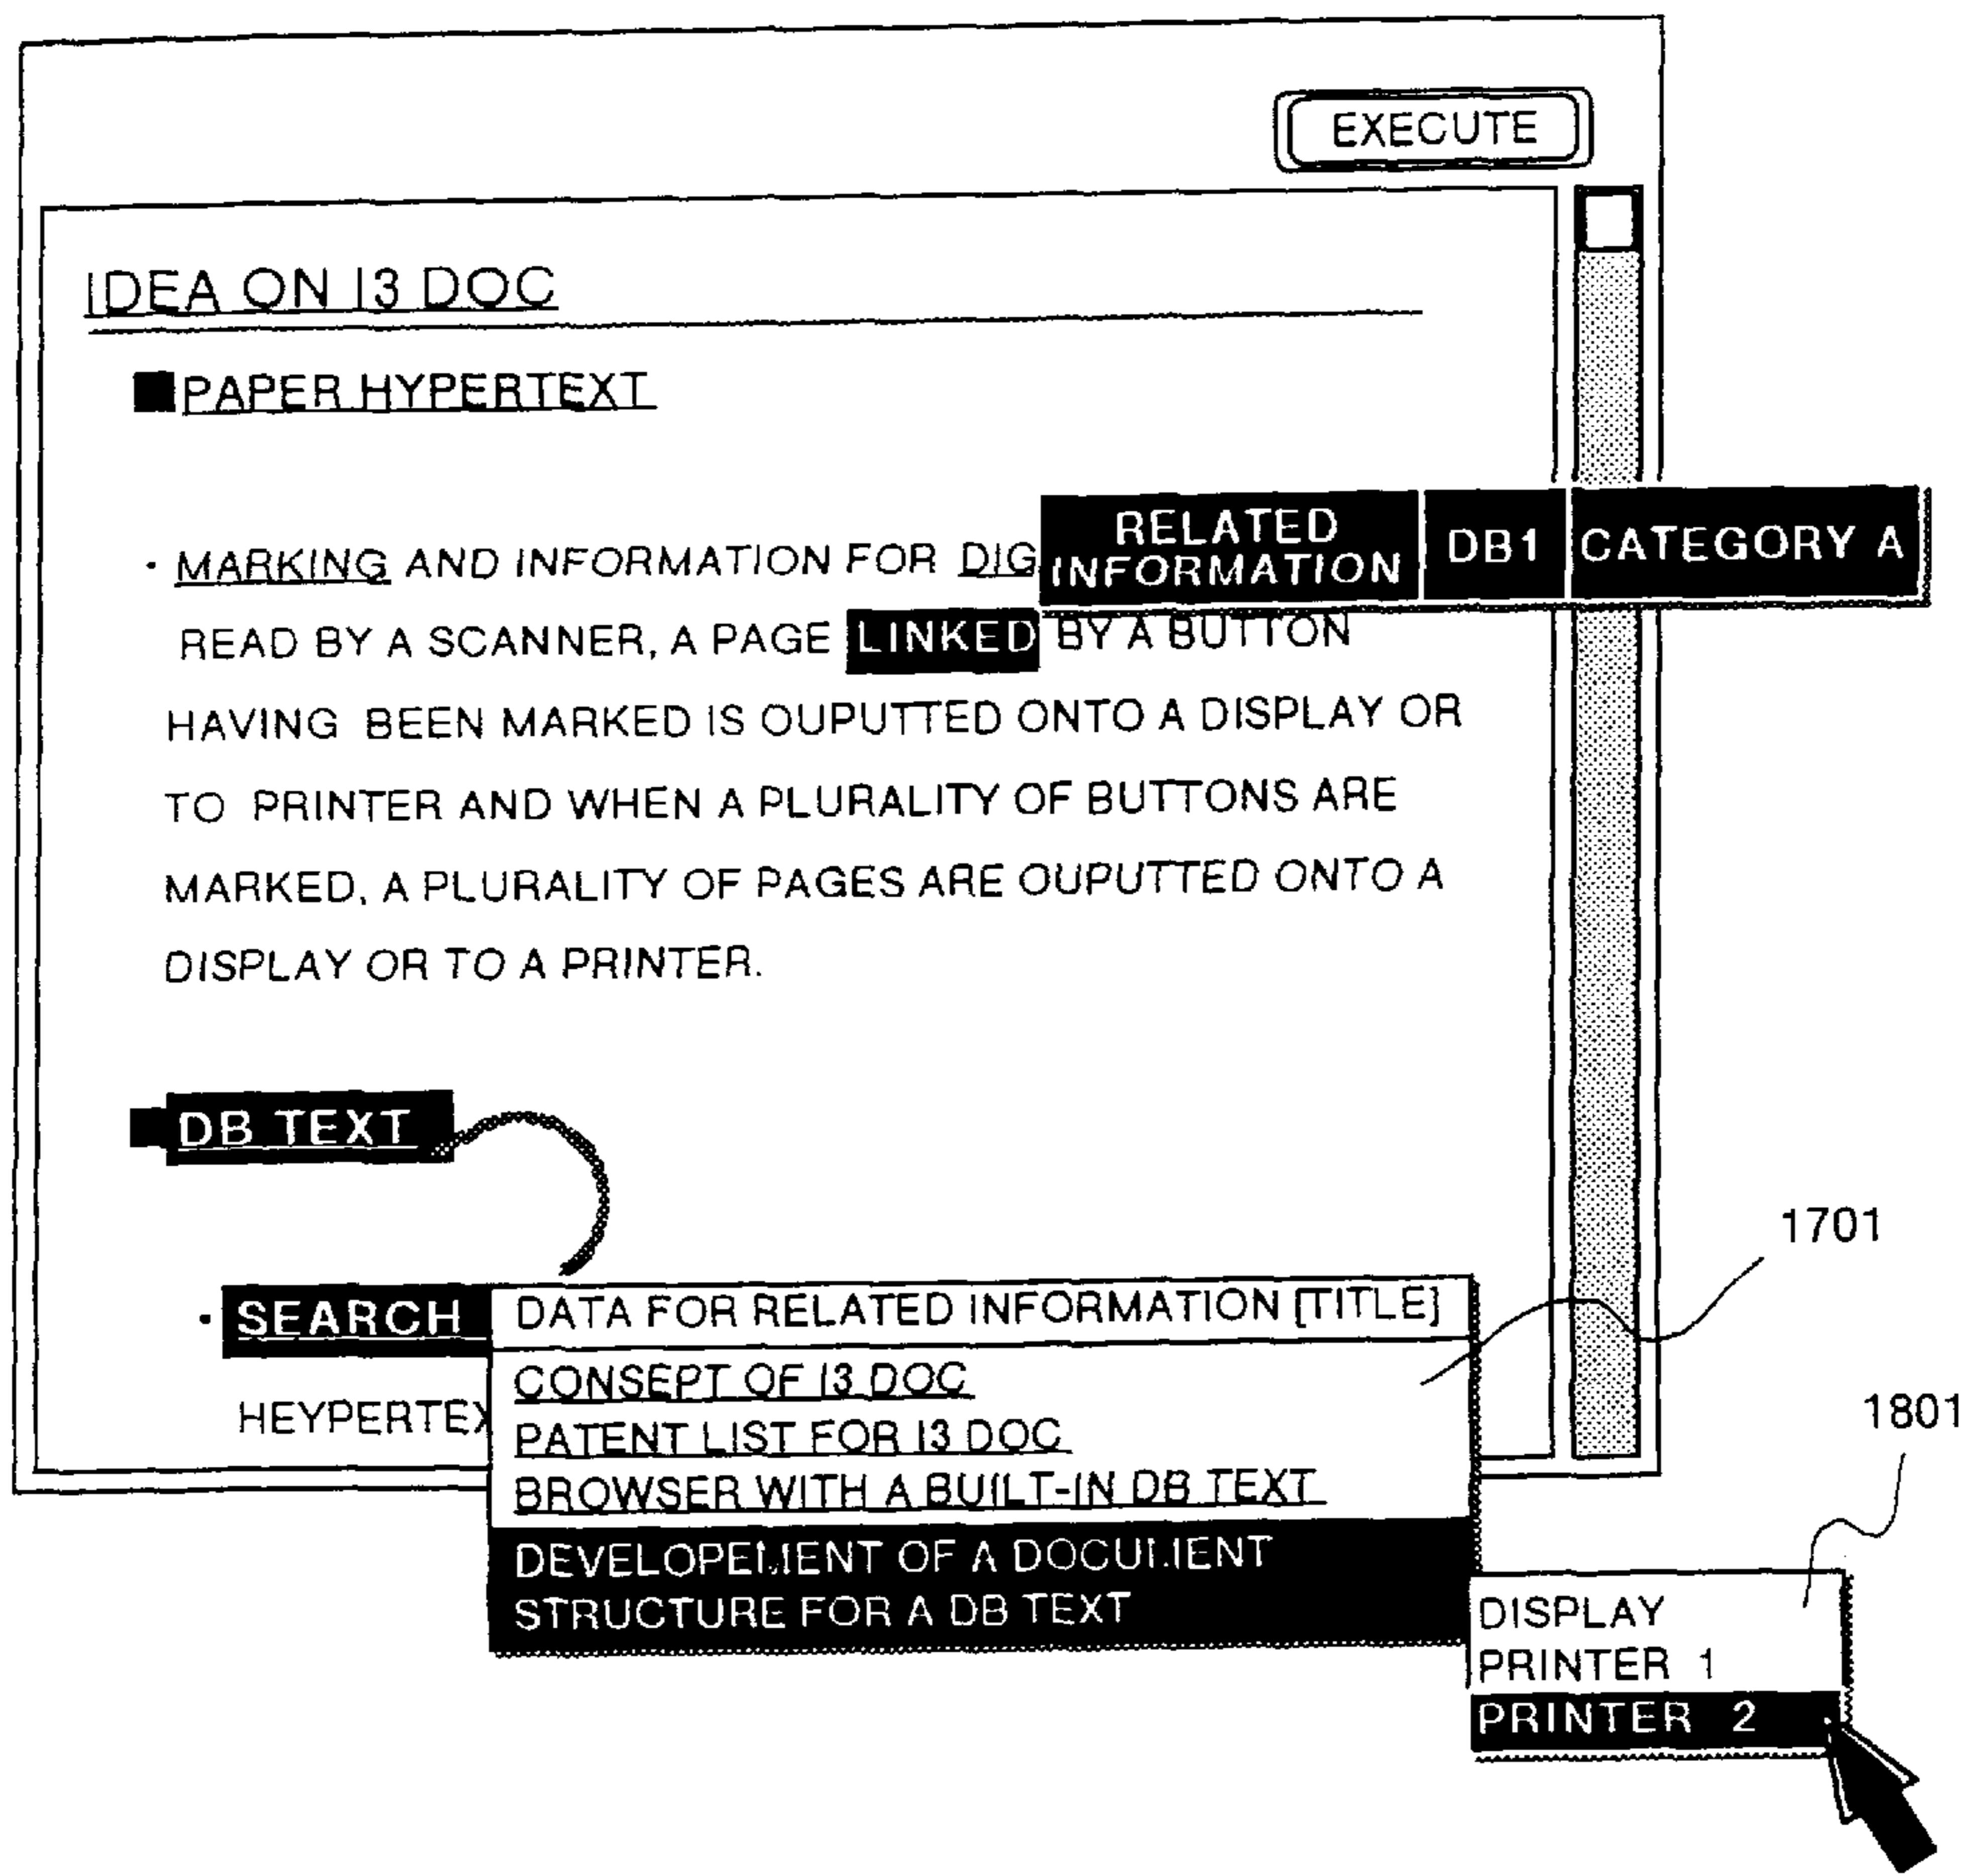 EXECUTE
IDEA ON I3 DOC
PAPER HYPERTEXT
RELATED
INFORMATION
DB1
CATEGORY A
· MARKING AND INFORMATION FOR DIG
READ BY A SCANNER, A PAGE LINKED BY A BUTTON
HAVING BEEN MARKED IS OUPUTTED ONTO A DISPLAY OR
TO PRINTER AND WHEN A PLURALITY OF BUTTONS ARE
MARKED, A PLURALITY OF PAGES ARE OUPUTTED ONTO A
DISPLAY OR TO A PRINTER.
DB TEXT
1701
· SEARCH
DATA FOR RELATED INFORMATION [TITLE]
CONSEPT OF I3 DOC
HEYPERTEX
PATENT LIST FOR I3 DOC
1801
BROWSER WITH A BUILT-IN DB TEXT
DEVELOPEMENT OF A DOCUMENT
STRUCTURE FOR A DB TEXT
DISPLAY
PRINTER 1
PRINTER 2